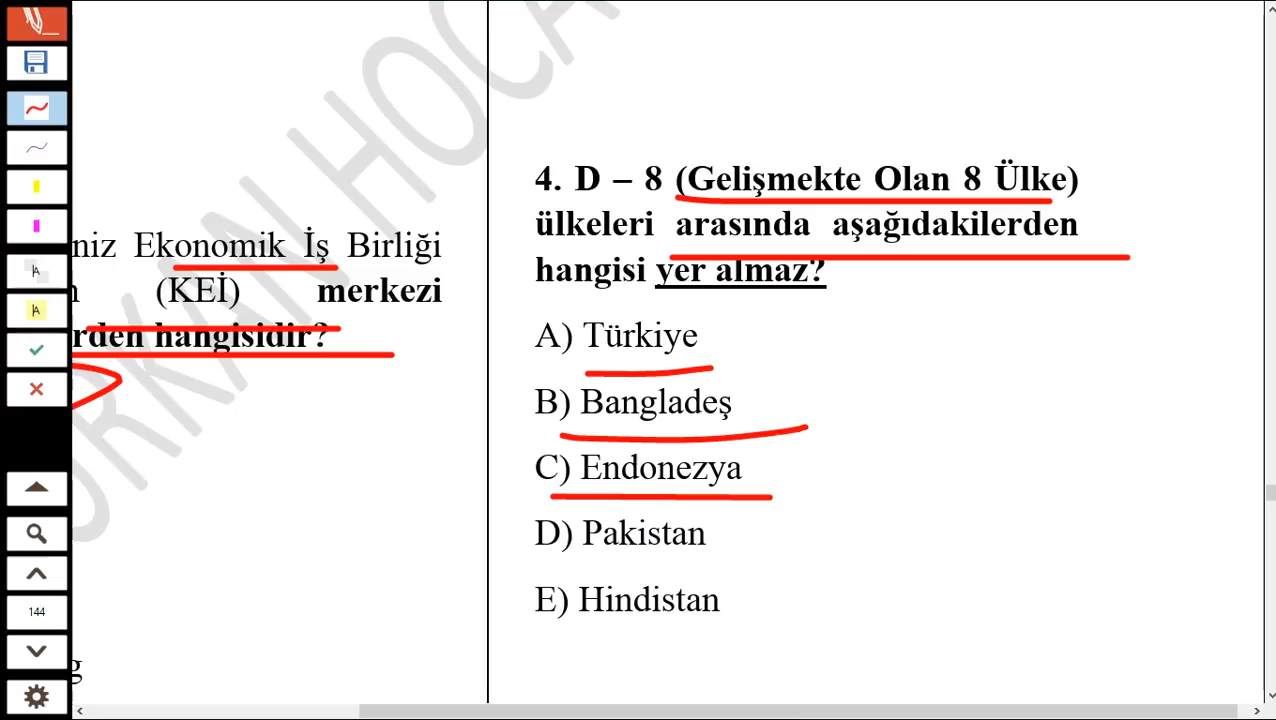 niz Ekonomik İş Birliği
(KEİ) merkezi
rden hangisidir?
g
4. D – 8 (Gelişmekte Olan 8 Ülke)
ülkeleri arasında aşağıdakilerden
hangisi yer almaz?
A) Türkiye
B) Bangladeş
C) Endonezya
D) Pakistan
E) Hindistan
144